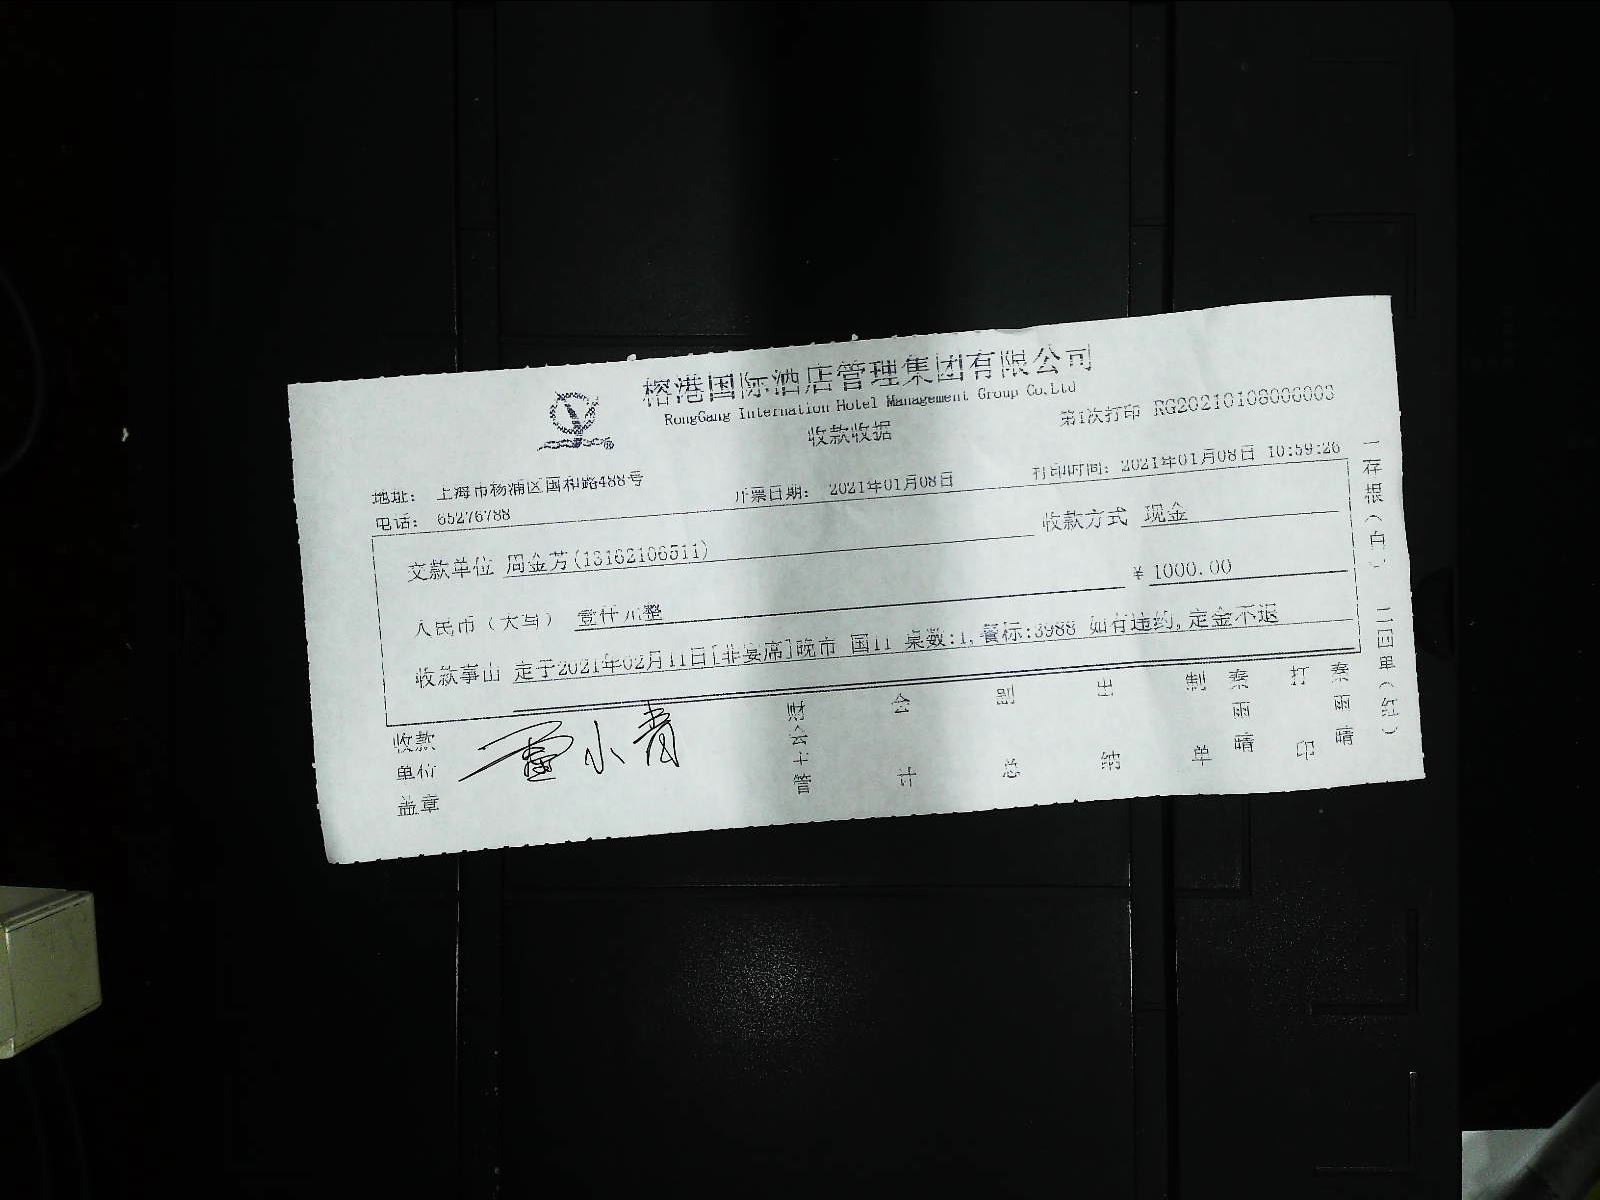 榕港国际酒店管理集团有限公司
RongGang Internation Hotel Management Group Co,Ltd
收款收据
第1次打印 RG20210108000003
地址: 上海市杨浦区国和路488号
开票日期: 2021年01月08日
打印时间: 2021年01月08日 10:59:26
电话: 65276788
交款单位 周金芳(13162106511)
收款方式 现金
人民币(大写) 壹仟元整
¥ 1000.00
收款事由 定于2021年02月11日[非宴席]晚市 国11 桌数:1,餐标:3988 如有违约,定金不退
收款单位盖章
小青
财会主管
会计
副总
出纳
制单
秦丽晴
打印
秦丽晴
一存根(白) 二回单(红)